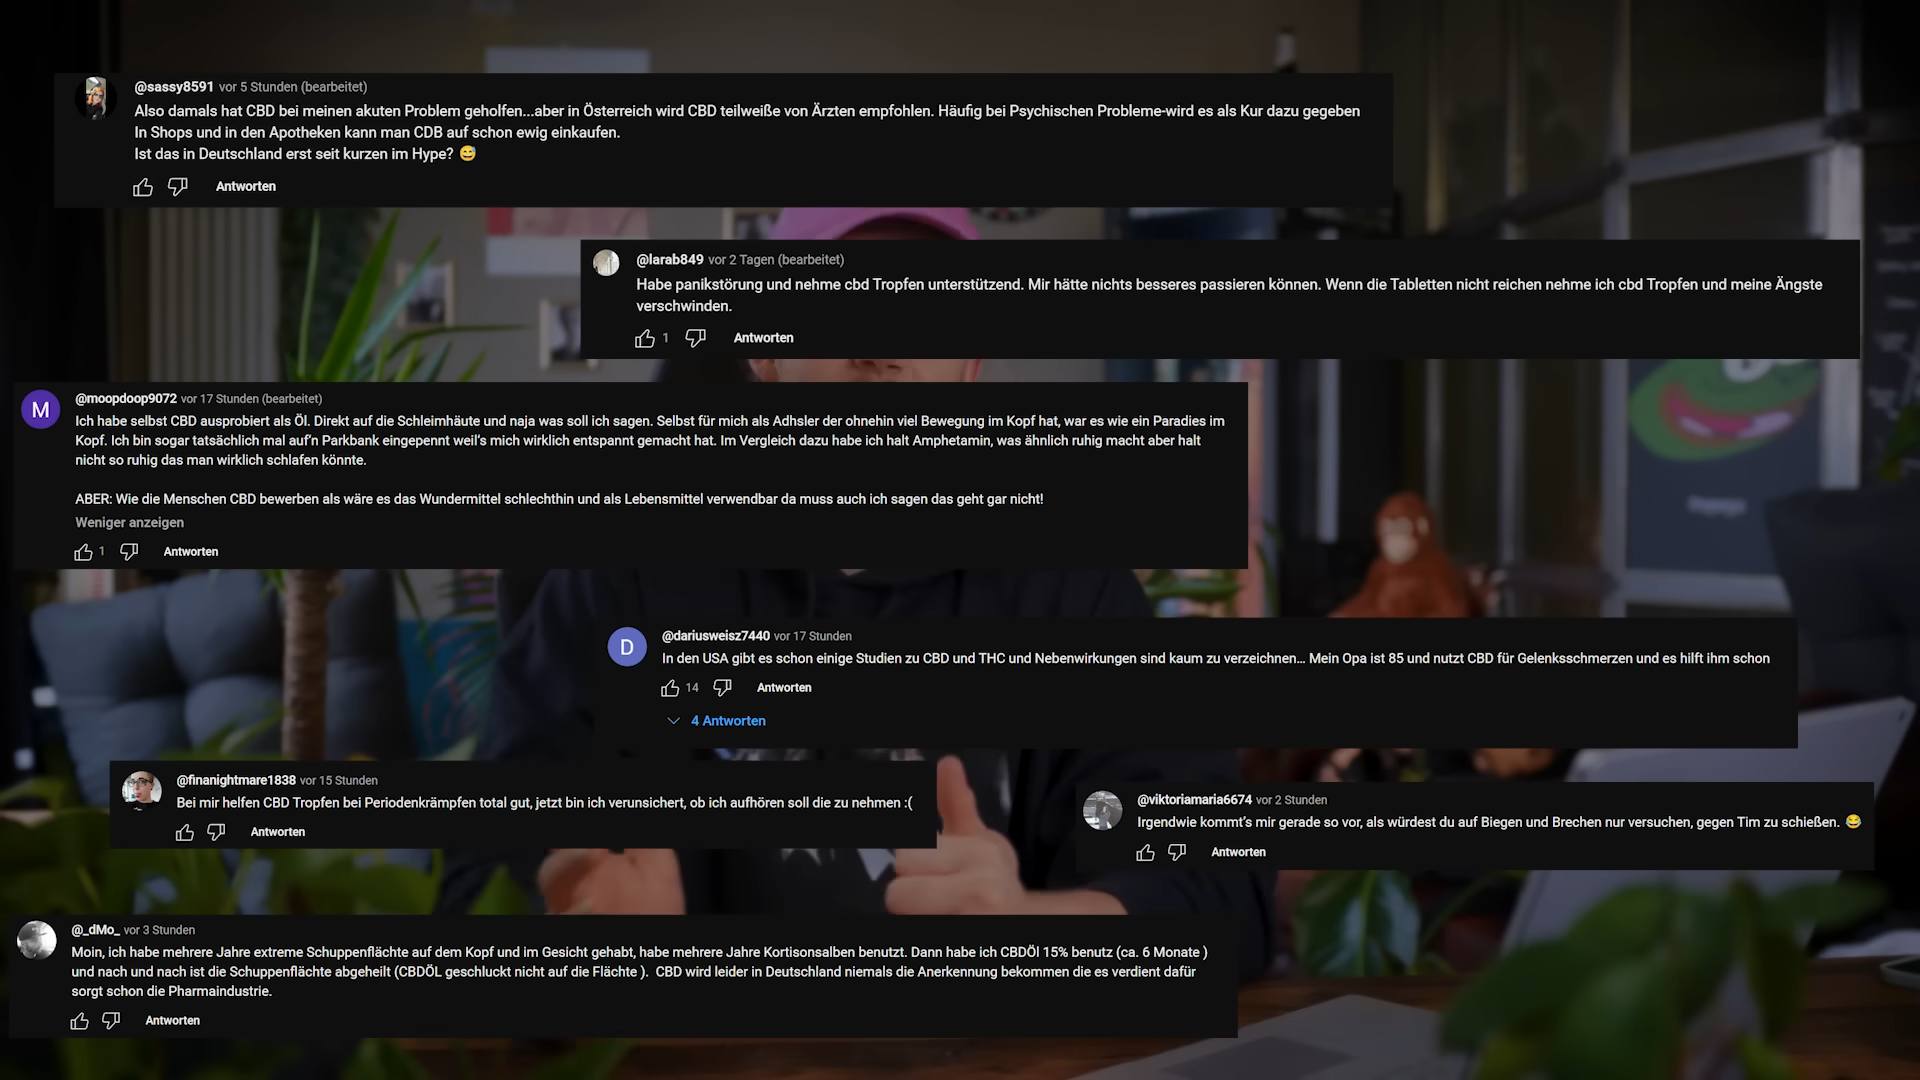 @sassy8591 vor 5 Stunden (bearbeitet)
Also damals hat CBD bei meinen akuten Problem geholfen...aber in Österreich wird CBD teilweiße von Ärzten empfohlen. Häufig bei Psychischen Probleme-wird es als Kur dazu gegeben
In Shops und in den Apotheken kann man CDB auf schon ewig einkaufen.
Ist das in Deutschland erst seit kurzen im Hype? 😅
Antworten
@larab849 vor 2 Tagen (bearbeitet)
Habe panikstörung und nehme cbd Tropfen unterstützend. Mir hätte nichts besseres passieren können. Wenn die Tabletten nicht reichen nehme ich cbd Tropfen und meine Ängste
verschwinden.
1 Antworten
M
@moopdoop9072 vor 17 Stunden (bearbeitet)
Ich habe selbst CBD ausprobiert als Öl. Direkt auf die Schleimhäute und naja was soll ich sagen. Selbst für mich als Adhsler der ohnehin viel Bewegung im Kopf hat, war es wie ein Paradies im
Kopf. Ich bin sogar tatsächlich mal auf'n Parkbank eingepennt weil's mich wirklich entspannt gemacht hat. Im Vergleich dazu habe ich halt Amphetamin, was ähnlich ruhig macht aber halt
nicht so ruhig das man wirklich schlafen könnte.
ABER: Wie die Menschen CBD bewerben als wäre es das Wundermittel schlechthin und als Lebensmittel verwendbar da muss auch ich sagen das geht gar nicht!
Weniger anzeigen
1 Antworten
D
@dariusweisz7440 vor 17 Stunden
In den USA gibt es schon einige Studien zu CBD und THC und Nebenwirkungen sind kaum zu verzeichnen... Mein Opa ist 85 und nutzt CBD für Gelenksschmerzen und es hilft ihm schon
14 Antworten
4 Antworten
@finanightmare1838 vor 15 Stunden
Bei mir helfen CBD Tropfen bei Periodenkrämpfen total gut, jetzt bin ich verunsichert, ob ich aufhören soll die zu nehmen :(
Antworten
@viktoriamaria6674 vor 2 Stunden
Irgendwie kommt's mir gerade so vor, als würdest du auf Biegen und Brechen nur versuchen, gegen Tim zu schießen. 😂
Antworten
@_dMo_ vor 3 Stunden
Moin, ich habe mehrere Jahre extreme Schuppenflächte auf dem Kopf und im Gesicht gehabt, habe mehrere Jahre Kortisonsalben benutzt. Dann habe ich CBDÖl 15% benutz (ca. 6 Monate )
und nach und nach ist die Schuppenflächte abgeheilt (CBDÖL geschluckt nicht auf die Fläche ). CBD wird leider in Deutschland niemals die Anerkennung bekommen die es verdient dafür
sorgt schon die Pharmaindustrie.
Antworten